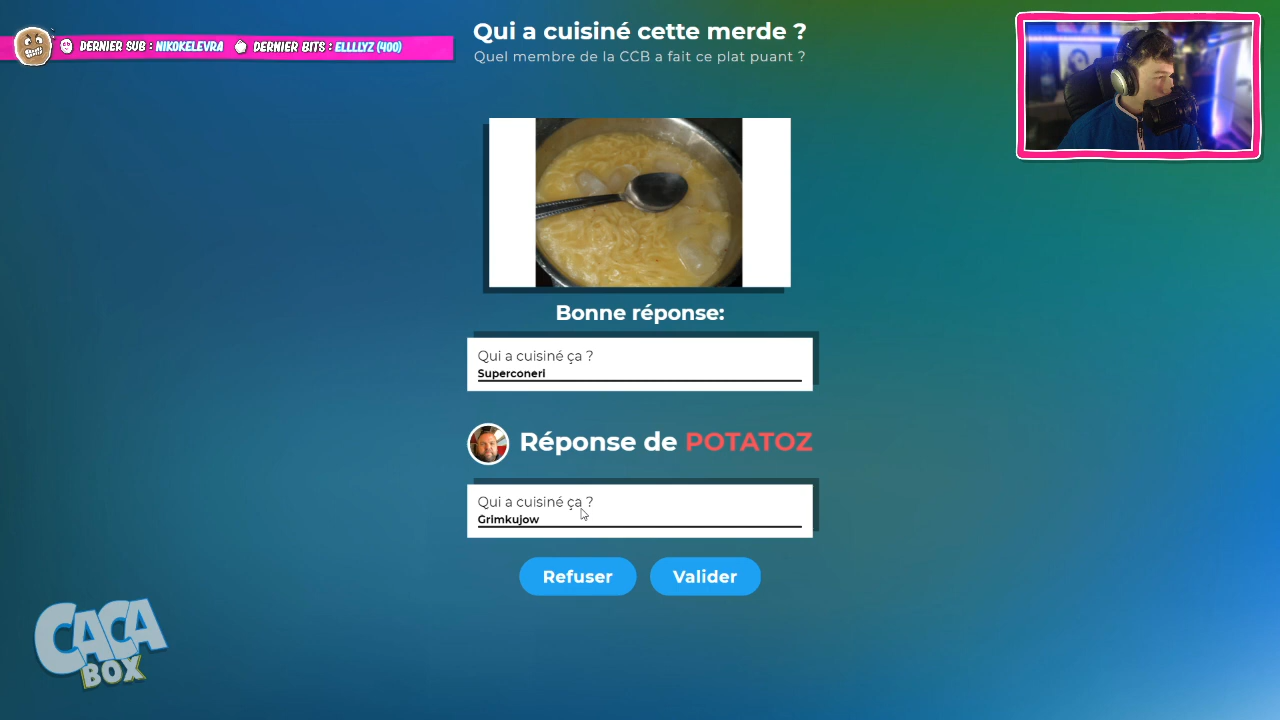 Qui a cuisiné cette merde ?
Quel membre de la CCB a fait ce plat puant ?
DERNIER SUB : NIKOKELEVRA DERNIER BITS : ELLLLYZ (400)
Bonne réponse:
Qui a cuisiné ça ?
Superconeri
Réponse de POTATOZ
Qui a cuisiné ça ?
Grimkujow
Refuser Valider
CACA
BOX